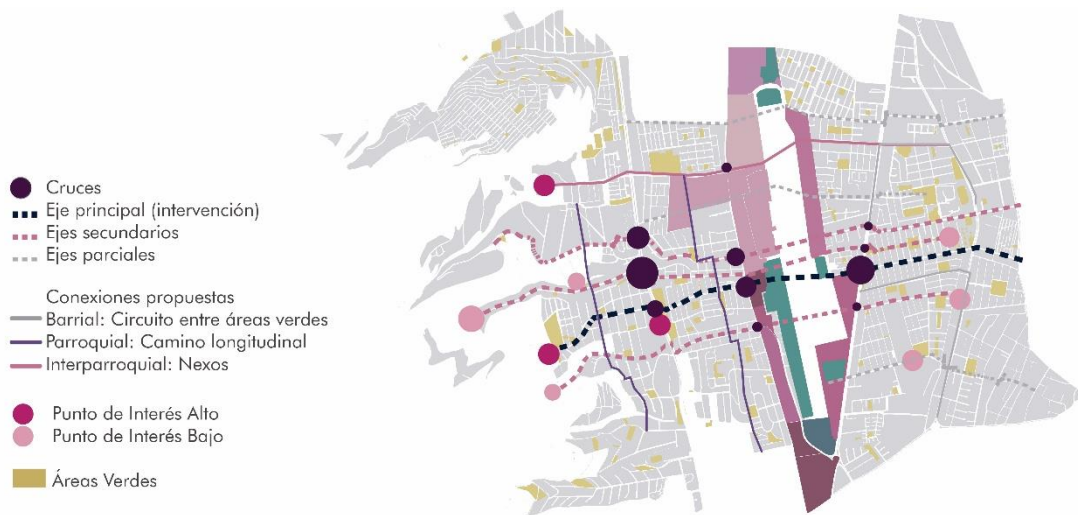 Cruces
Eje principal (intervención)
Ejes secundarios
Ejes parciales
Conexiones propuestas
Barrial: Circuito entre áreas verdes
Parroquial: Camino longitudinal
Interparroquial: Nexos
Punto de Interés Alto
Punto de Interés Bajo
Áreas Verdes